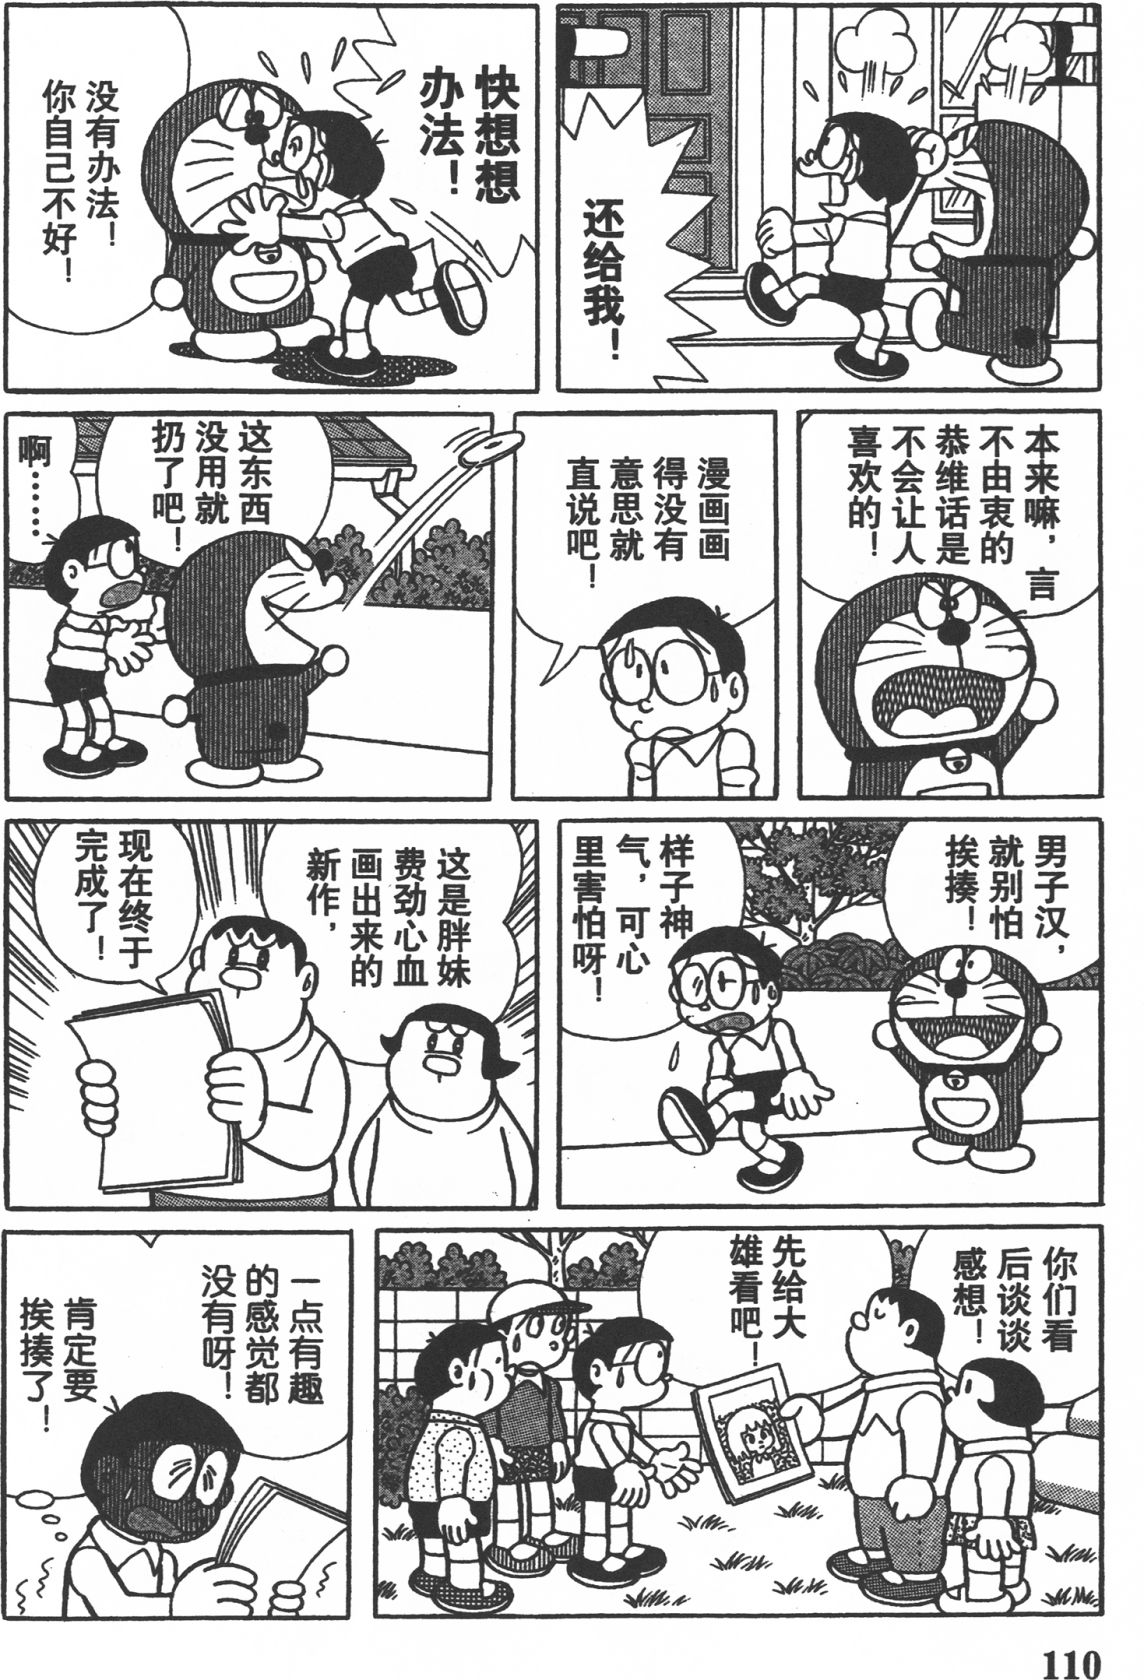 还给我！
快想想
办法！
没有办法！
你自己不好！
本来嘛，言
不由衷的
恭维话是
不会让人
喜欢的！
漫画画
得没有
意思就
直说吧！
这东西
没用就
扔了吧！
啊……
男子汉，
就别怕
挨揍！
样子神
气，可心
里害怕呀！
这是胖妹
费劲心血
画出来的
新作，
现在终于
完成了！
你们看
后谈谈
感想！
先给大
雄看吧！
一点有趣
的感觉都
没有呀！
肯定要
挨揍了！
110